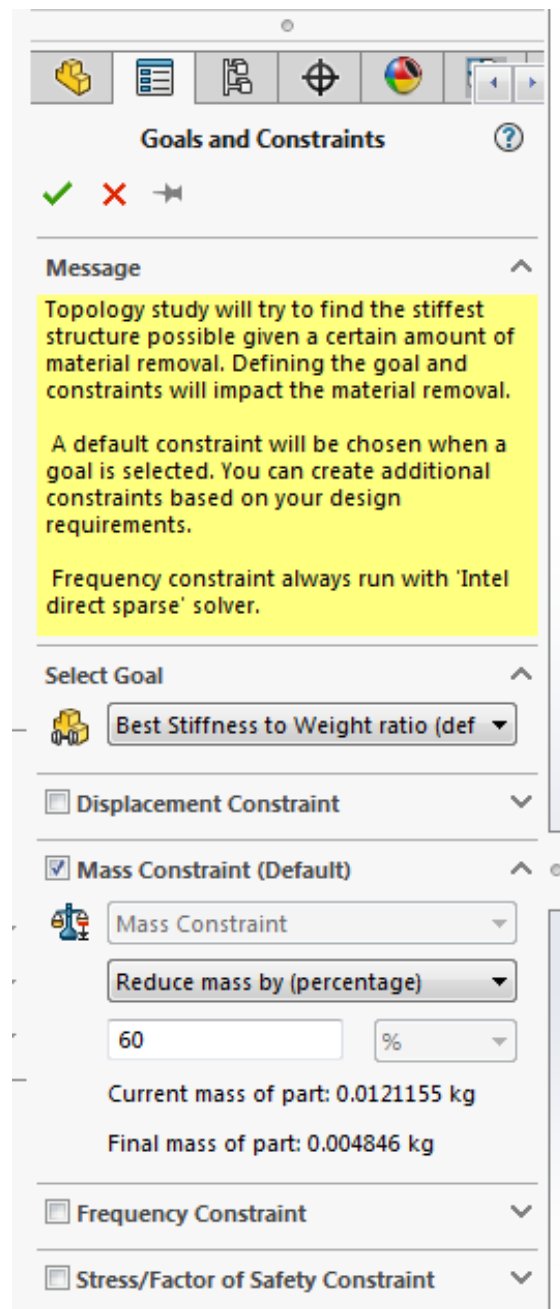 Goals and Constraints
Message
Topology study will try to find the stiffest
structure possible given a certain amount of
material removal. Defining the goal and
constraints will impact the material removal.
A default constraint will be chosen when a
goal is selected. You can create additional
constraints based on your design
requirements.
Frequency constraint always run with 'Intel
direct sparse' solver.
Select Goal
Best Stiffness to Weight ratio (def
Displacement Constraint
Mass Constraint (Default)
Mass Constraint
Reduce mass by (percentage)
60 %
Current mass of part: 0.0121155 kg
Final mass of part: 0.004846 kg
Frequency Constraint
Stress/Factor of Safety Constraint